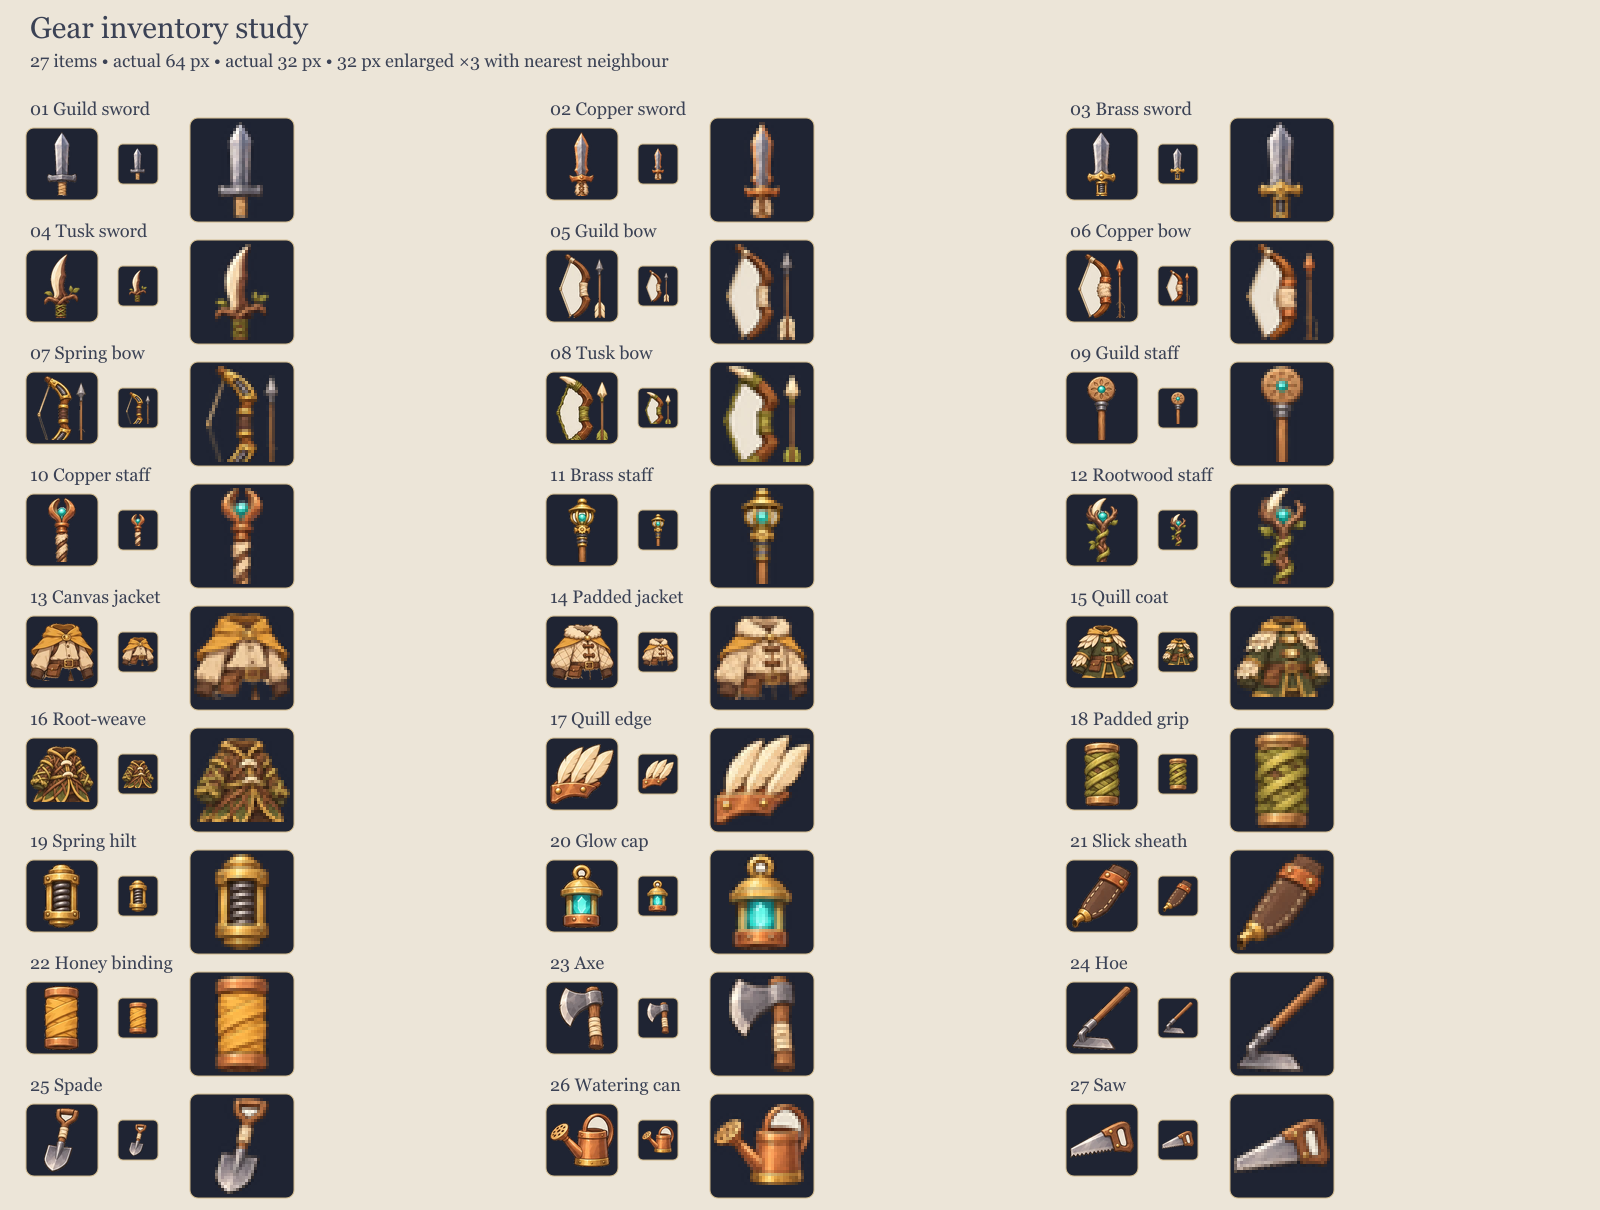 Gear inventory study
27 items • actual 64 px • actual 32 px • 32 px enlarged ×3 with nearest neighbour
01 Guild sword
02 Copper sword
03 Brass sword
04 Tusk sword
05 Guild bow
06 Copper bow
07 Spring bow
08 Tusk bow
09 Guild staff
10 Copper staff
11 Brass staff
12 Rootwood staff
13 Canvas jacket
14 Padded jacket
15 Quill coat
16 Root-weave
17 Quill edge
18 Padded grip
19 Spring hilt
20 Glow cap
21 Slick sheath
22 Honey binding
23 Axe
24 Hoe
25 Spade
26 Watering can
27 Saw